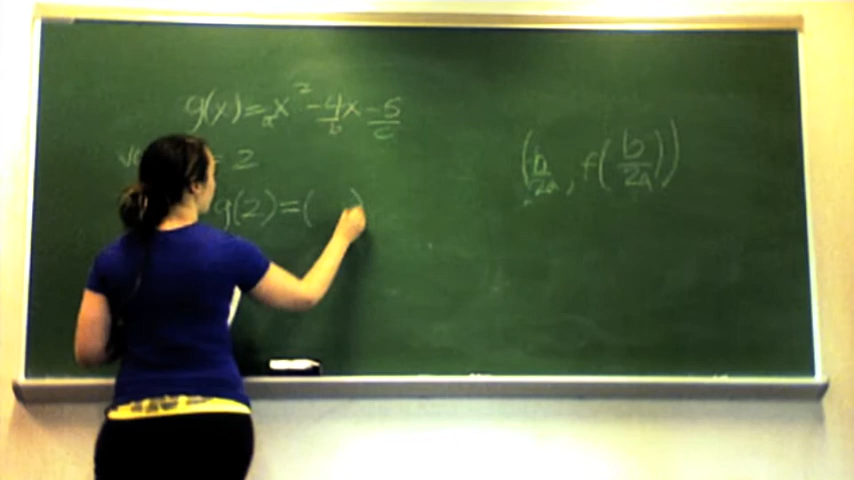 g(x) = x² - 4x - 5
a b c
= 2
g(2) = ( )
(b/2a, f(b/2a))